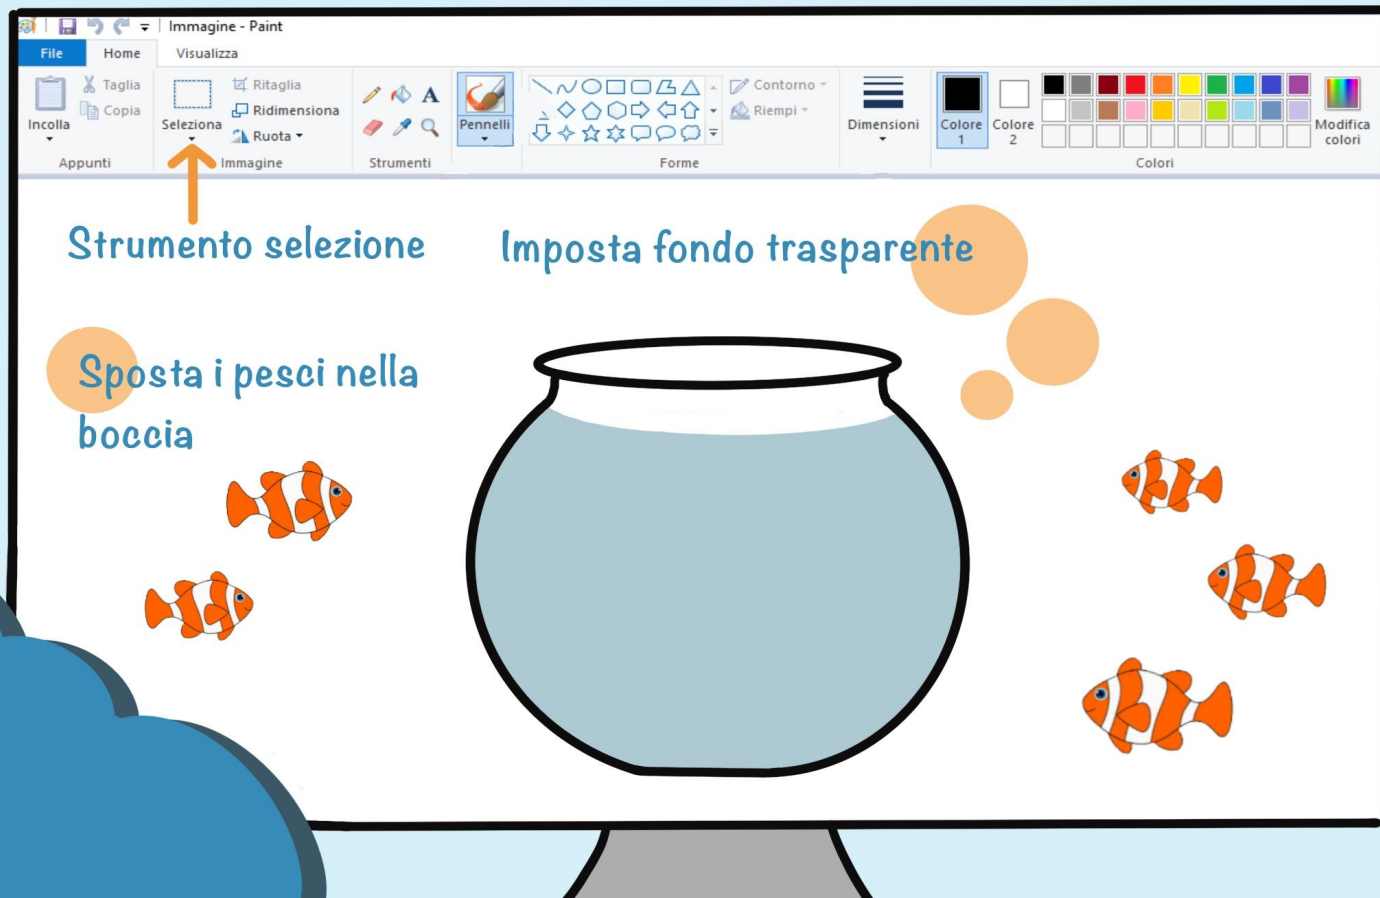 Immagine - Paint
File Home Visualizza
Incolla
Taglia
Copia
Appunti
Seleziona
Ritaglia
Ridimensiona
Ruota
Immagine
A
Strumenti
Pennelli
Contorno
Riempi
Forme
Dimensioni
Colore
1
Colore
2
Modifica
colori
Colori
Strumento selezione
Imposta fondo trasparente
Sposta i pesci nella
boccia